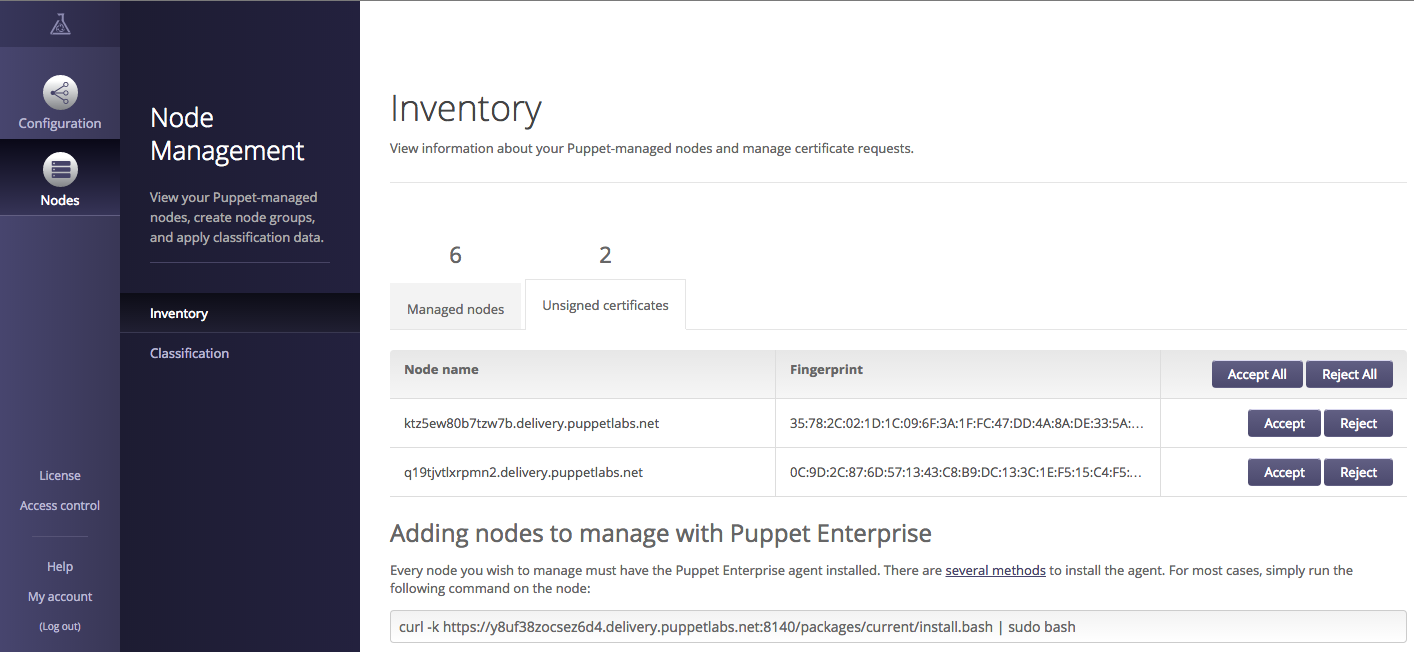 Configuration
Nodes
License
Access control
Help
My account
(Log out)
Node
Management
View your Puppet-managed
nodes, create node groups,
and apply classification data.
Inventory
Classification
Inventory
View information about your Puppet-managed nodes and manage certificate requests.
6 2
Managed nodes Unsigned certificates
Node name Fingerprint Accept All Reject All
ktz5ew80b7tzw7b.delivery.puppetlabs.net 35:78:2C:02:1D:1C:09:6F:3A:1F:FC:47:DD:4A:8A:DE:33:5A:... Accept Reject
q19tjvtlxrpmn2.delivery.puppetlabs.net 0C:9D:2C:87:6D:57:13:43:C8:B9:DC:13:3C:1E:F5:15:C4:F5:... Accept Reject
Adding nodes to manage with Puppet Enterprise
Every node you wish to manage must have the Puppet Enterprise agent installed. There are several methods to install the agent. For most cases, simply run the
following command on the node:
curl -k https://y8uf38zocsez6d4.delivery.puppetlabs.net:8140/packages/current/install.bash | sudo bash